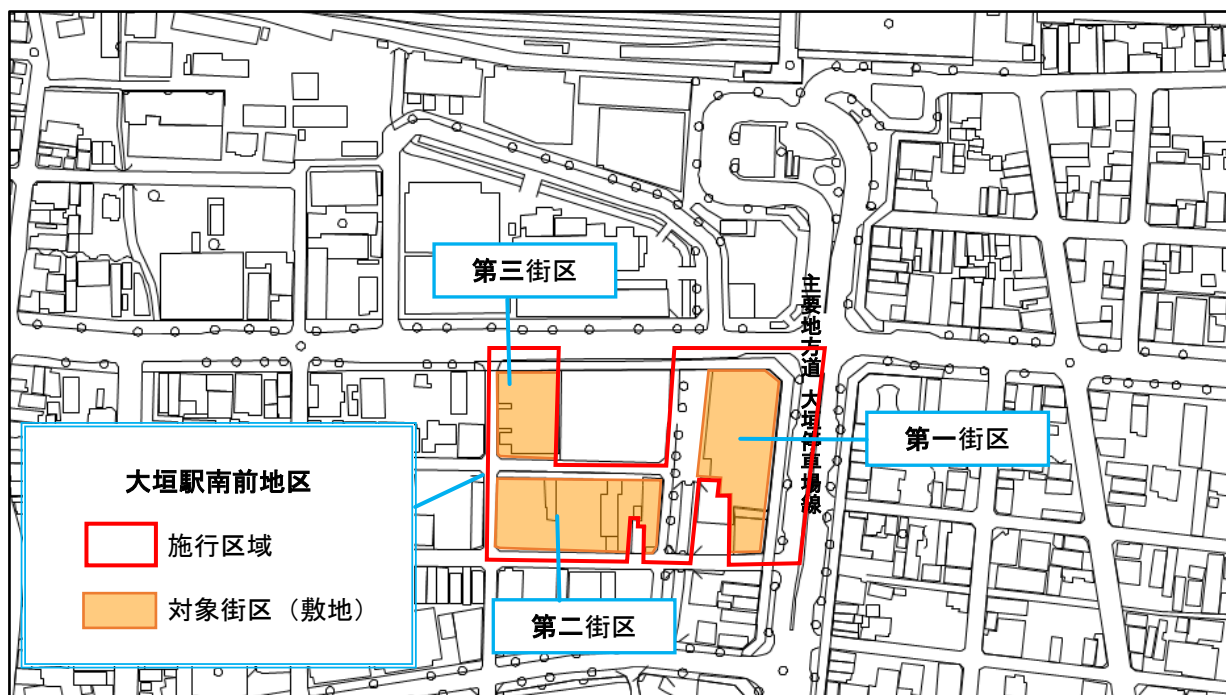 第三街区
主要地方道 大垣停車場線
第一街区
大垣駅南前地区
施行区域
対象街区（敷地）
第二街区